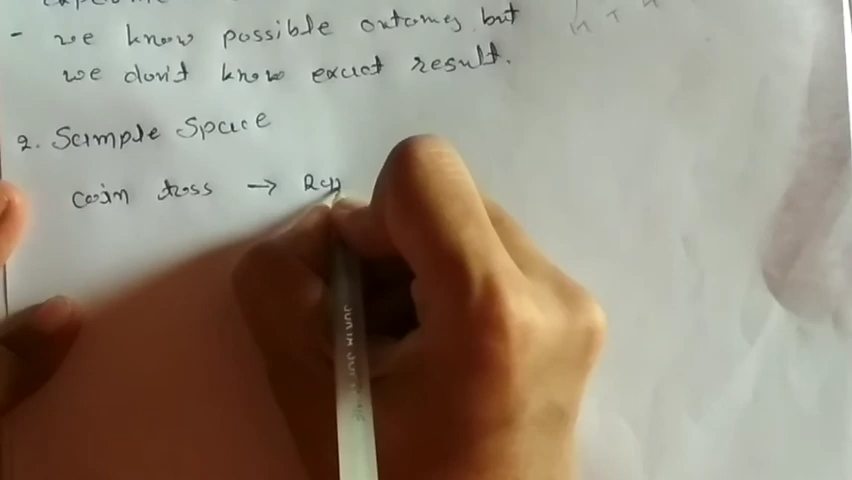 - we know possible outcomes but
we don't know exact result.
2. Sample Space
Coin toss →